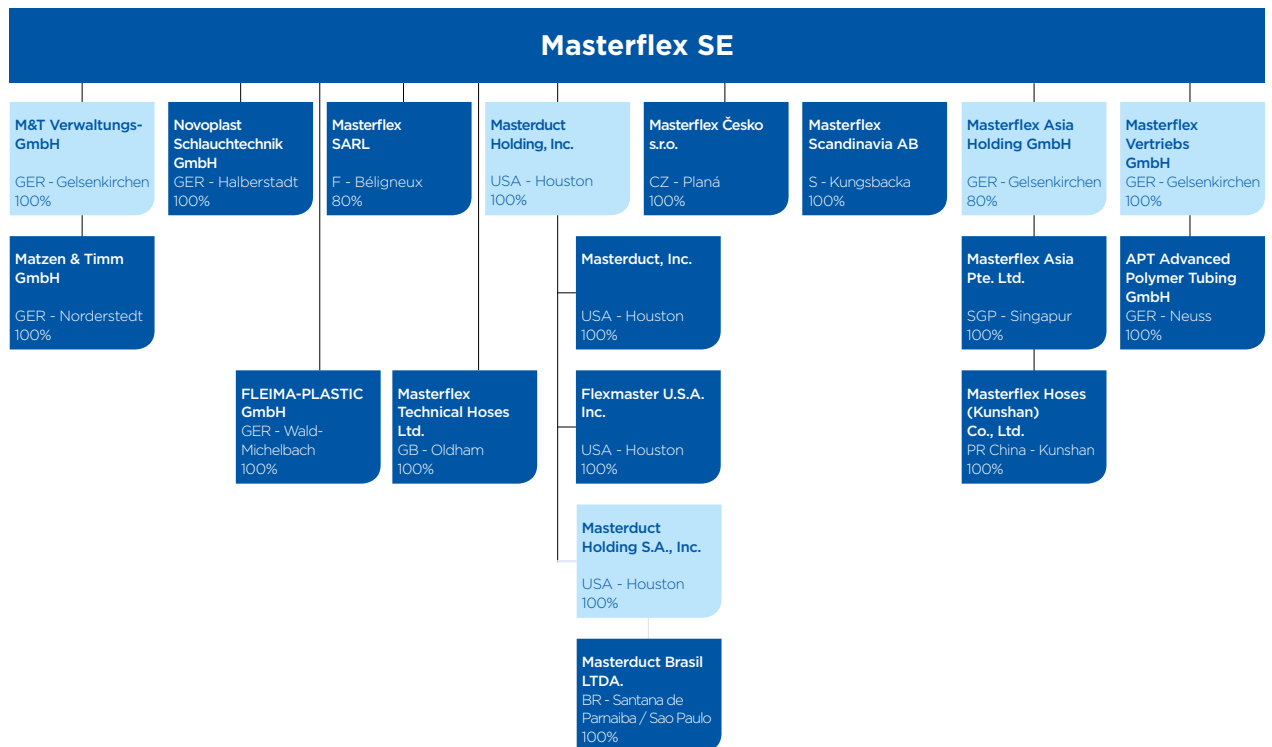 Masterflex SE
M&T Verwaltungs-
GmbH
GER - Gelsenkirchen
100%
Novoplast
Schlauchtechnik
GmbH
GER - Halberstadt
100%
Masterflex
SARL
F - Béligneux
80%
Masterduct
Holding, Inc.
USA - Houston
100%
Masterflex Česko
s.r.o.
CZ - Planá
100%
Masterflex
Scandinavia AB
S - Kungsbacka
100%
Masterflex Asia
Holding GmbH
GER - Gelsenkirchen
80%
Masterflex
Vertriebs
GmbH
GER - Gelsenkirchen
100%
Matzen & Timm
GmbH
GER - Norderstedt
100%
Masterduct, Inc.
USA - Houston
100%
Masterflex Asia
Pte. Ltd.
SGP - Singapur
100%
APT Advanced
Polymer Tubing
GmbH
GER - Neuss
100%
FLEIMA-PLASTIC
GmbH
GER - Wald-
Michelbach
100%
Masterflex
Technical Hoses
Ltd.
GB - Oldham
100%
Flexmaster U.S.A.
Inc.
USA - Houston
100%
Masterflex Hoses
(Kunshan)
Co., Ltd.
PR China - Kunshan
100%
Masterduct
Holding S.A., Inc.
USA - Houston
100%
Masterduct Brasil
LTDA.
BR - Santana de
Parnaiba / Sao Paulo
100%